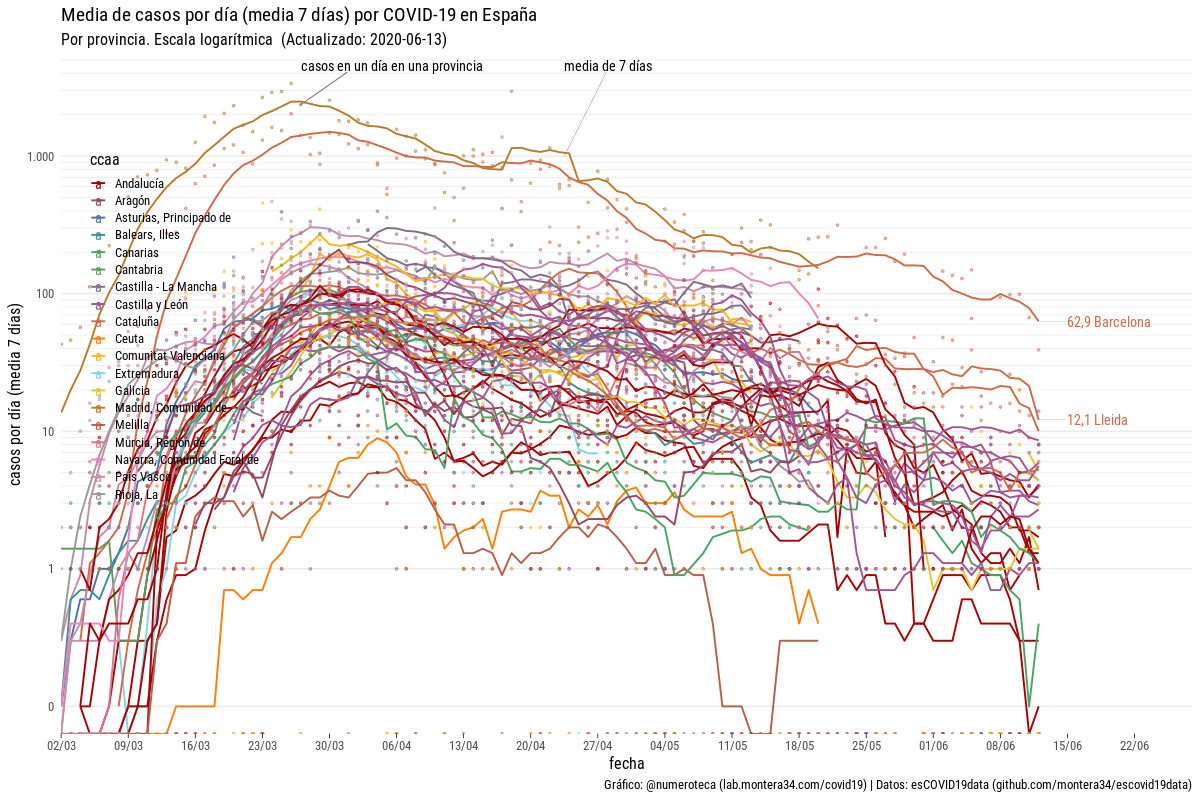 Media de casos por día (media 7 días) por COVID-19 en España
Por provincia. Escala logarítmica (Actualizado: 2020-06-13)
casos en un día en una provincia
media de 7 días
casos por día (media 7 días)
1.000
100
10
1
0
ccaa
Andalucía
Aragón
Asturias, Principado de
Balears, Illes
Canarias
Cantabria
Castilla - La Mancha
Castilla y León
Cataluña
Ceuta
Comunitat Valenciana
Extremadura
Galicia
Madrid, Comunidad de
Melilla
Murcia, Región de
Navarra, Comunidad Foral de
País Vasco
Rioja, La
62,9 Barcelona
12,1 Lleida
02/03 09/03 16/03 23/03 30/03 06/04 13/04 20/04 27/04 04/05 11/05 18/05 25/05 01/06 08/06 15/06 22/06
fecha
Gráfico: @numeroteca (lab.montera34.com/covid19) | Datos: esCOVID19data (github.com/montera34/escovid19data)